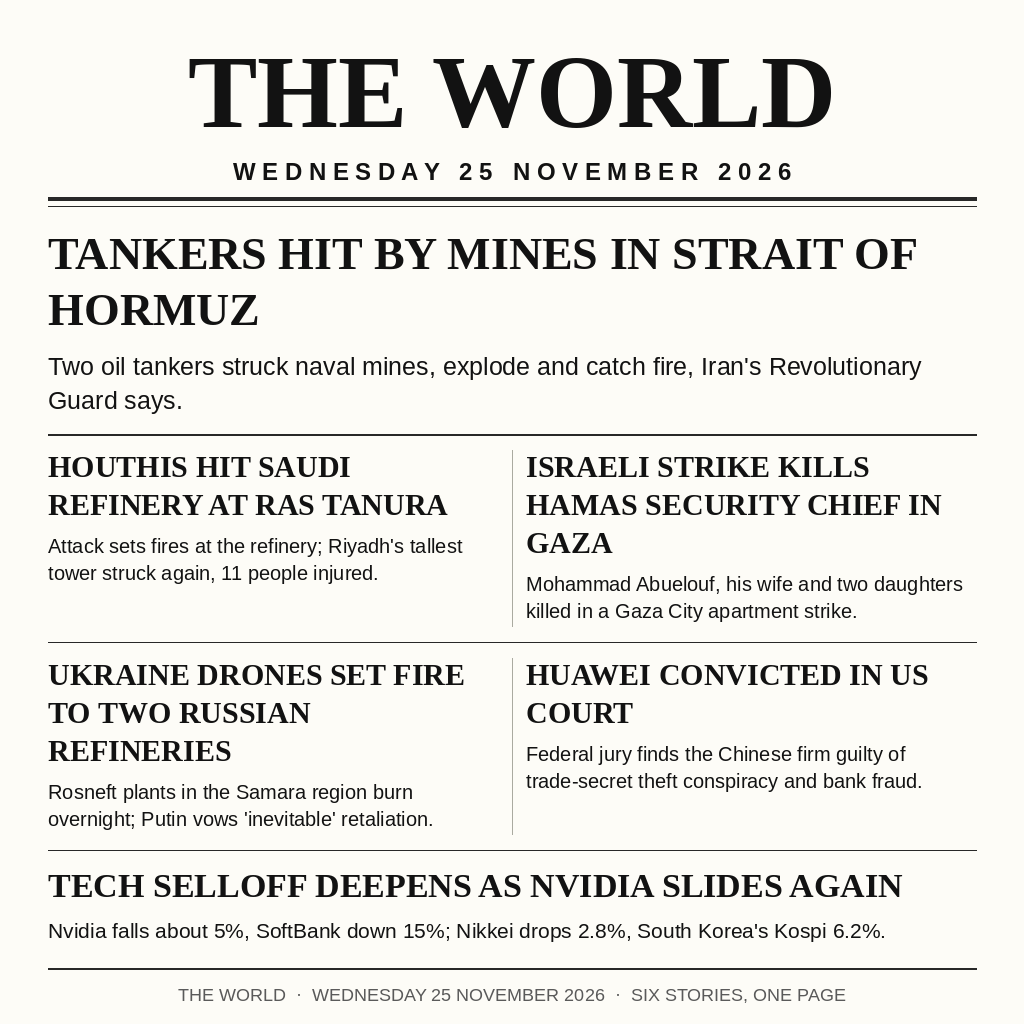 THE WORLD
WEDNESDAY 25 NOVEMBER 2026
TANKERS HIT BY MINES IN STRAIT OF
HORMUZ
Two oil tankers struck naval mines, explode and catch fire, Iran's Revolutionary
Guard says.
HOUTHIS HIT SAUDI
REFINERY AT RAS TANURA
Attack sets fires at the refinery; Riyadh's tallest
tower struck again, 11 people injured.
ISRAELI STRIKE KILLS
HAMAS SECURITY CHIEF IN
GAZA
Mohammad Abuelouf, his wife and two daughters
killed in a Gaza City apartment strike.
UKRAINE DRONES SET FIRE
TO TWO RUSSIAN
REFINERIES
Rosneft plants in the Samara region burn
overnight; Putin vows 'inevitable' retaliation.
HUAWEI CONVICTED IN US
COURT
Federal jury finds the Chinese firm guilty of
trade-secret theft conspiracy and bank fraud.
TECH SELLOFF DEEPENS AS NVIDIA SLIDES AGAIN
Nvidia falls about 5%, SoftBank down 15%; Nikkei drops 2.8%, South Korea's Kospi 6.2%.
THE WORLD · WEDNESDAY 25 NOVEMBER 2026 · SIX STORIES, ONE PAGE